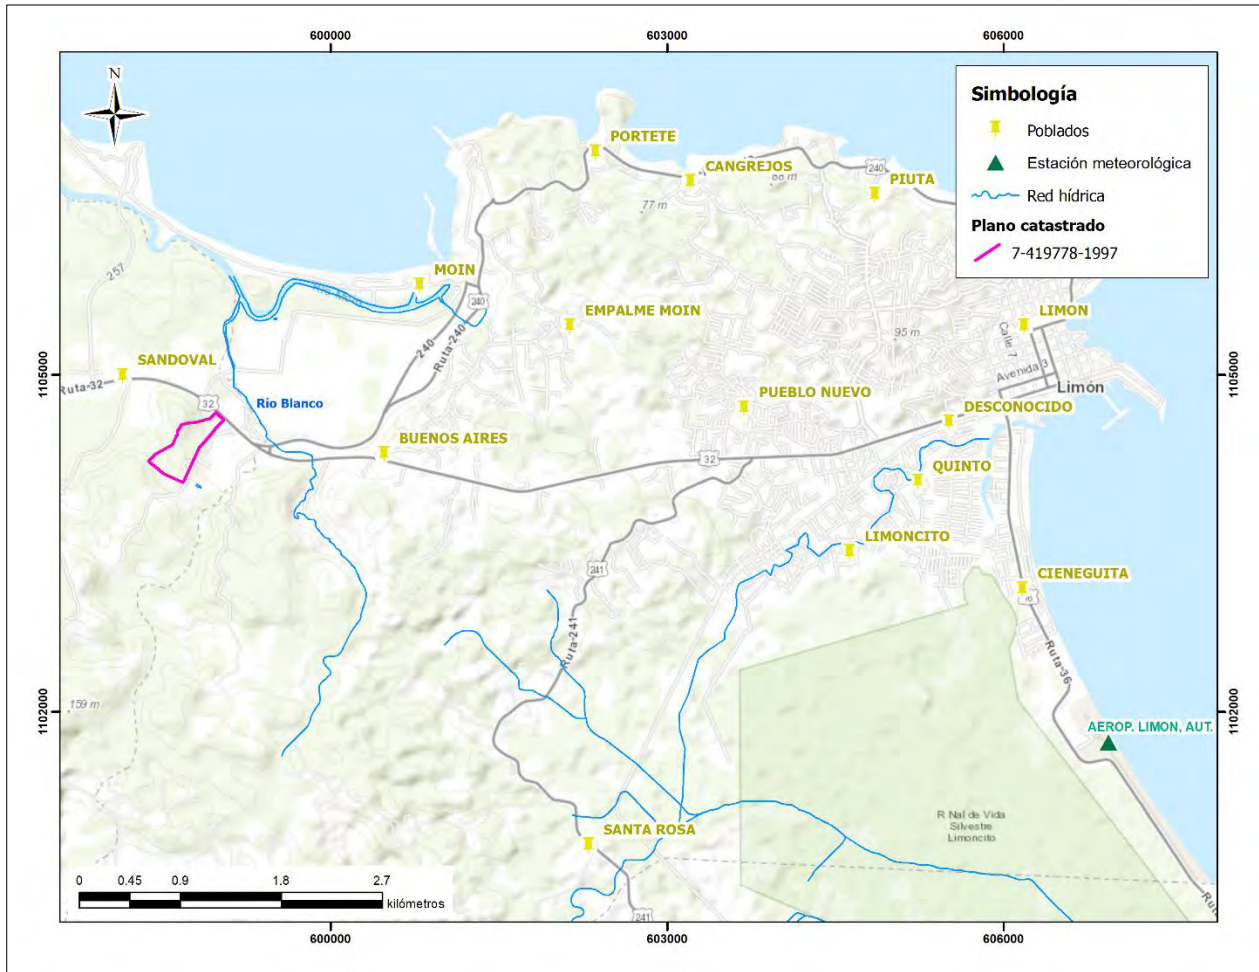 600000
603000
606000
N
Simbología
Poblados
Estación meteorológica
Red hídrica
Plano catastrado
7-419778-1997
PORTETE
CANGREJOS
88 m
240
PIUTA
77 m
257
MOIN
240
EMPALME MOIN
LIMON
95 m
Calle 7
240
Ruta-240
SANDOVAL
1105000
1105000
Avenida 3
Limón
Ruta-32
32
Río Blanco
PUEBLO NUEVO
DESCONOCIDO
BUENOS AIRES
32
QUINTO
LIMONCITO
241
CIENEGUITA
Ruta-241
Ruta-36
159 m
1102000
1102000
AEROP. LIMON, AUT.
R Nal de Vida
Silvestre
Limoncito
SANTA ROSA
0 0.45 0.9 1.8 2.7
kilómetros
241
600000
603000
606000